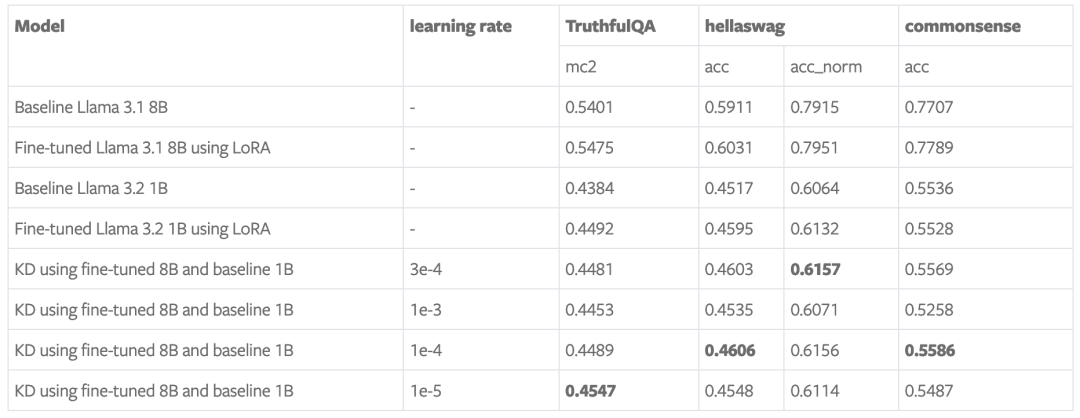 Model learning rate TruthfulQA hellaswag commonsense
mc2 acc acc_norm acc
Baseline Llama 3.1 8B - 0.5401 0.5911 0.7915 0.7707
Fine-tuned Llama 3.1 8B using LoRA - 0.5475 0.6031 0.7951 0.7789
Baseline Llama 3.2 1B - 0.4384 0.4517 0.6064 0.5536
Fine-tuned Llama 3.2 1B using LoRA - 0.4492 0.4595 0.6132 0.5528
KD using fine-tuned 8B and baseline 1B 3e-4 0.4481 0.4603 0.6157 0.5569
KD using fine-tuned 8B and baseline 1B 1e-3 0.4453 0.4535 0.6071 0.5258
KD using fine-tuned 8B and baseline 1B 1e-4 0.4489 0.4606 0.6156 0.5586
KD using fine-tuned 8B and baseline 1B 1e-5 0.4547 0.4548 0.6114 0.5487